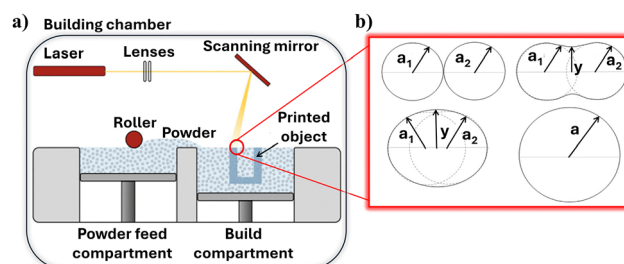 a)
Building chamber
Laser
Lenses
Scanning mirror
Roller
Powder
Printed
object
Powder feed
compartment
Build
compartment
b)
a1 a2
a1 y a2
a1 y a2
a